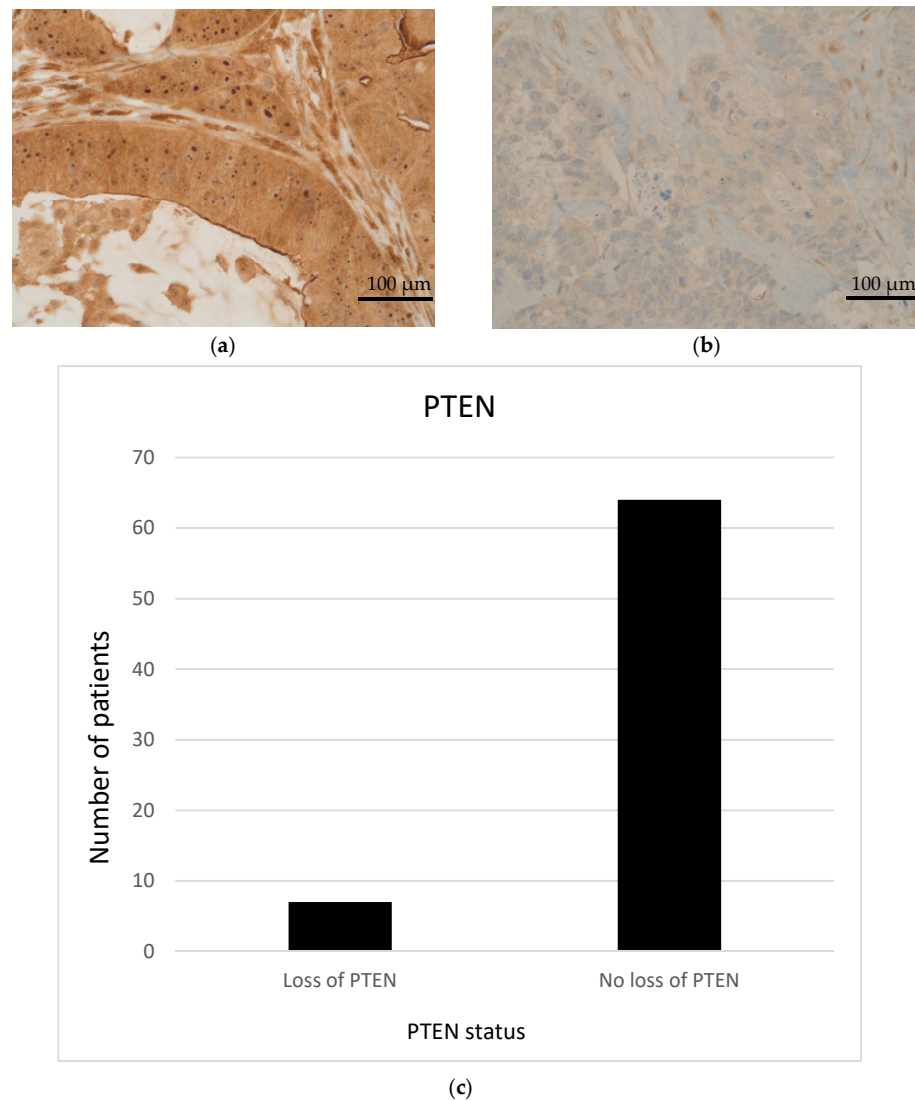 100 µm
100 µm
(a)
(b)
PTEN
70
60
50
40
30
20
10
0
Number of patients
Loss of PTEN
No loss of PTEN
PTEN status
(c)